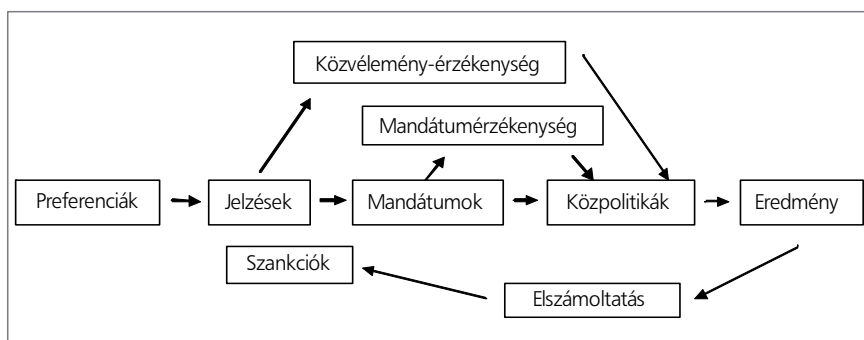 Közvélemény-érzékenység
Mandátumérzékenység
Preferenciák
Jelzések
Mandátumok
Közpolitikák
Eredmény
Szankciók
Elszámoltatás